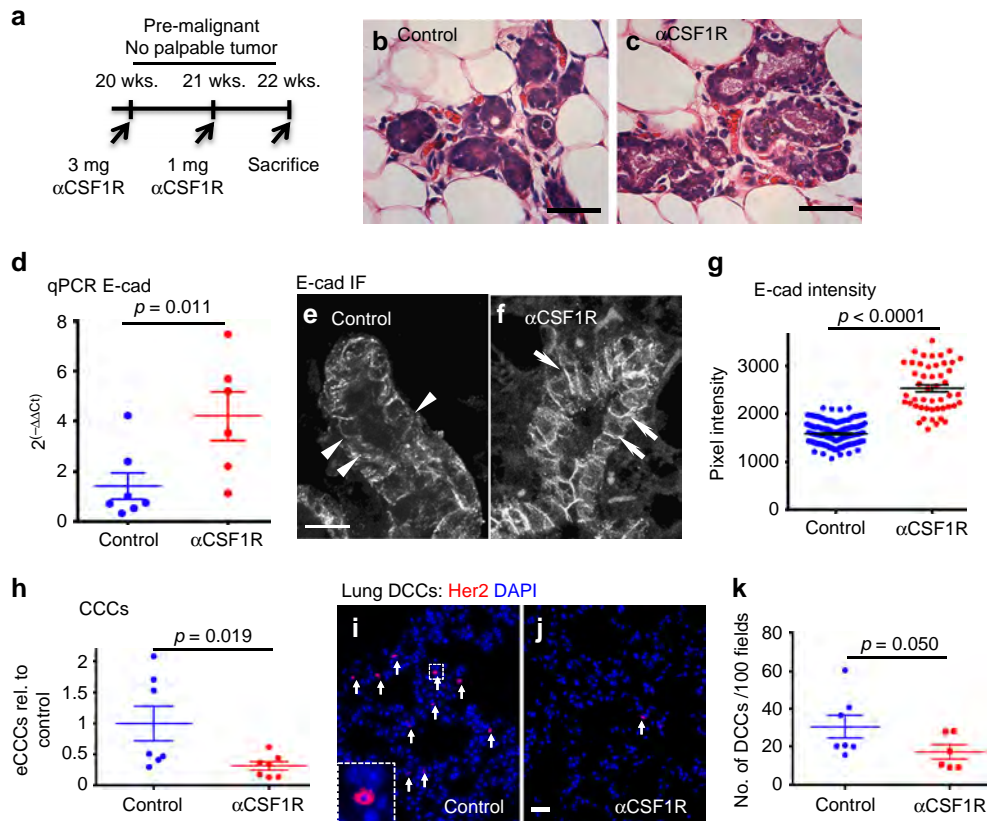 a
Pre-malignant
No palpable tumor
20 wks. 21 wks. 22 wks.
3 mg
αCSF1R
1 mg
αCSF1R
Sacrifice
b Control
c αCSF1R
d
qPCR E-cad
p = 0.011
8
6
4
2
0
2(−ΔΔCt)
Control αCSF1R
E-cad IF
e Control
f αCSF1R
g
E-cad intensity
p < 0.0001
3000
2000
1000
0
Pixel intensity
Control αCSF1R
h
CCCs
p = 0.019
2
1.5
1
0.5
0
eCCCs rel. to
control
Control αCSF1R
Lung DCCs: Her2 DAPI
i
Control
j
αCSF1R
k
80
60
40
20
0
p = 0.050
No. of DCCs /100 fields
Control αCSF1R